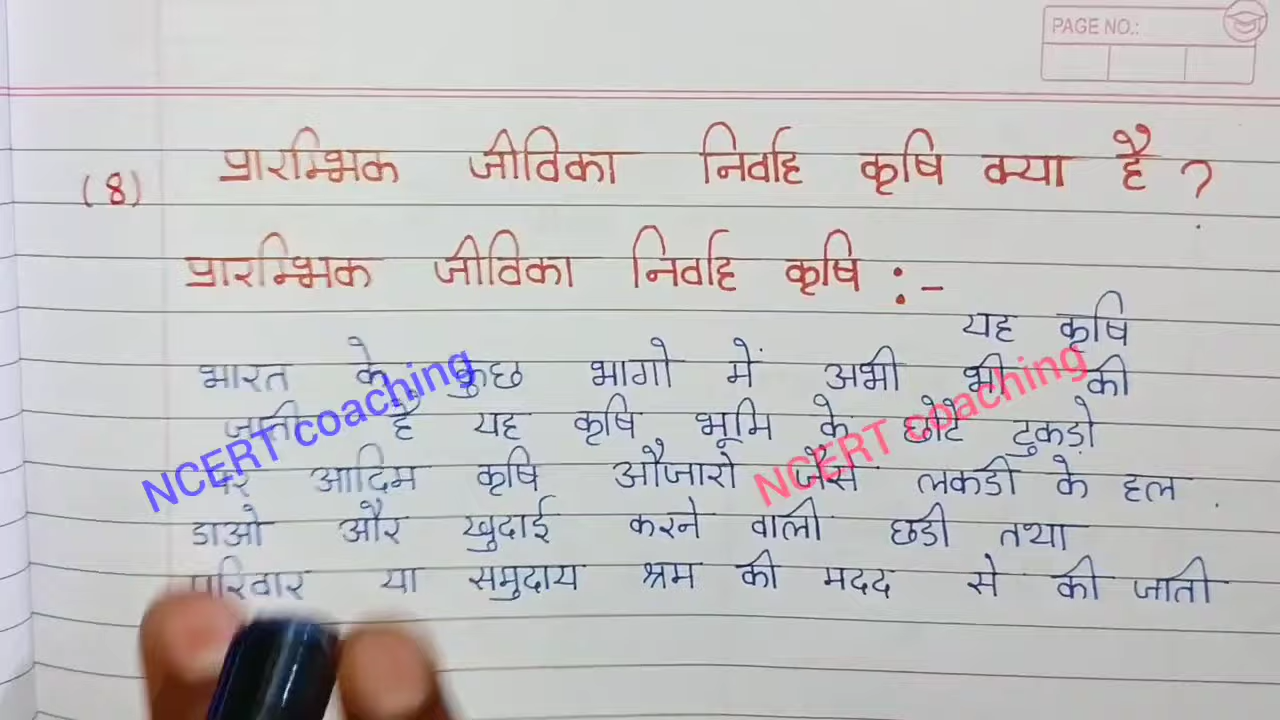 PAGE NO.:
(8) प्रारम्भिक जीविका निर्वाह कृषि क्या है ?
प्रारम्भिक जीविका निर्वाह कृषि :-
यह कृषि
भारत के कुछ भागो में अभी भी की
जाती है यह कृषि भूमि के छोटे टुकड़ो
पर आदिम कृषि औजारो जैसे लकडी के हल
डाओ और खुदाई करने वाली छडी तथा
परिवार या समुदाय श्रम की मदद से की जाती
NCERT coaching
NCERT coaching